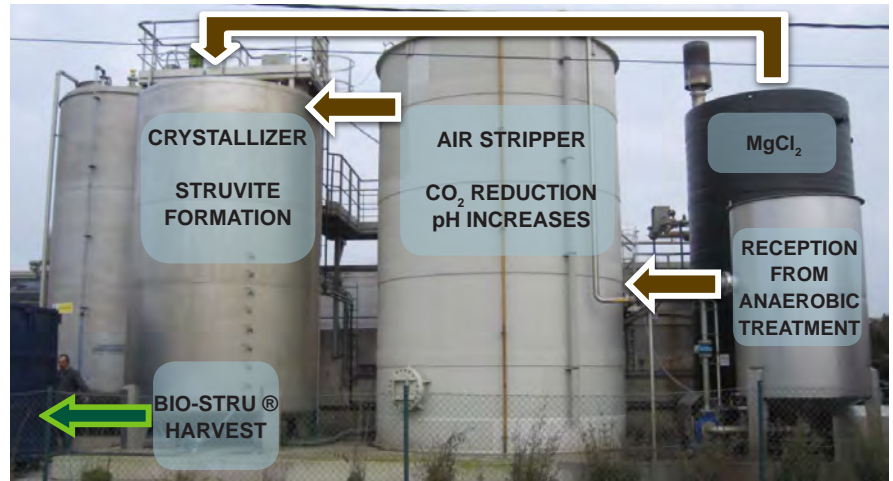 CRYSTALLIZER
STRUVITE
FORMATION
AIR STRIPPER
CO₂ REDUCTION
pH INCREASES
MgCl₂
RECEPTION
FROM
ANAEROBIC
TREATMENT
BIO-STRU ®
HARVEST